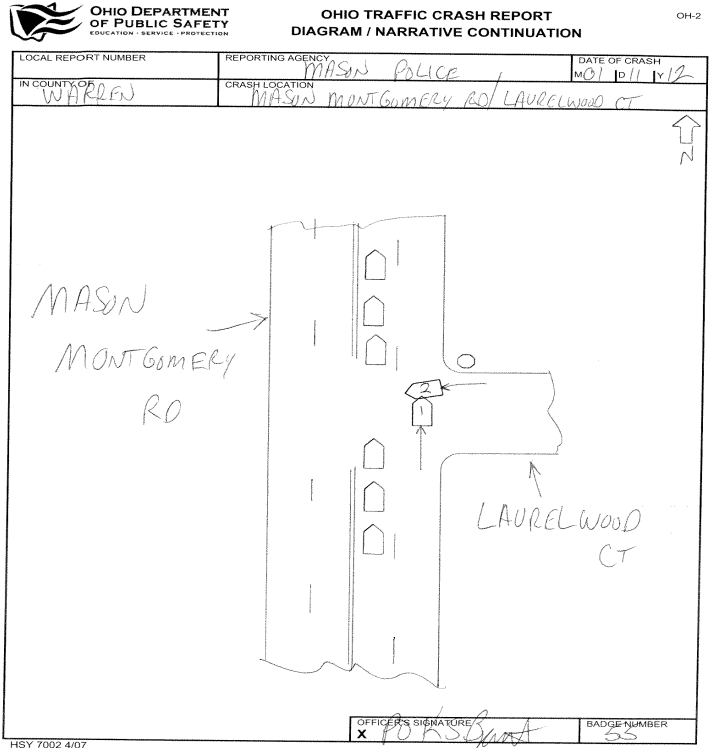 OHIO DEPARTMENT
OF PUBLIC SAFETY
EDUCATION · SERVICE · PROTECTION
OHIO TRAFFIC CRASH REPORT
DIAGRAM / NARRATIVE CONTINUATION
OH-2
LOCAL REPORT NUMBER
REPORTING AGENCY
MASON POLICE
DATE OF CRASH
M 01 D 11 Y 12
IN COUNTY OF
WARREN
CRASH LOCATION
MASON MONTGOMERY RD/ LAURELWOOD CT
N
MASON
MONTGOMERY
RD
2
1
LAURELWOOD
CT
OFFICER'S SIGNATURE
X PO
BADGE NUMBER
53
HSY 7002 4/07